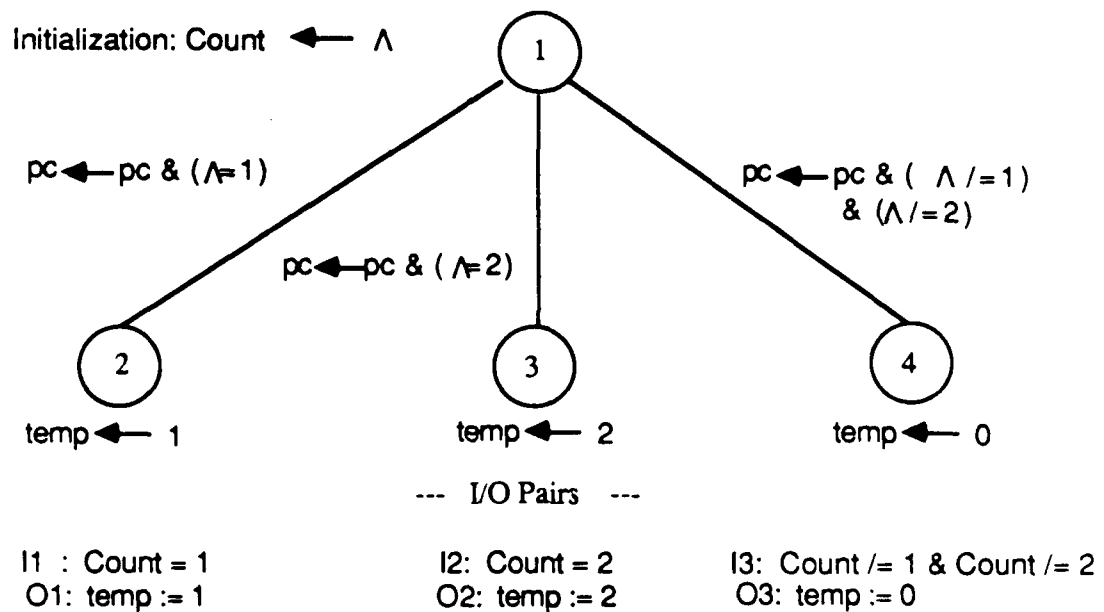 Initialization: Count ← Λ
1
pc ← pc & (Λ=1)
pc ← pc & ( Λ /= 1)
& (Λ /= 2)
pc ← pc & ( Λ=2)
2
3
4
temp ← 1
temp ← 2
temp ← 0
--- I/O Pairs ---
I1 : Count = 1
I2: Count = 2
I3: Count /= 1 & Count /= 2
O1: temp := 1
O2: temp := 2
O3: temp := 0